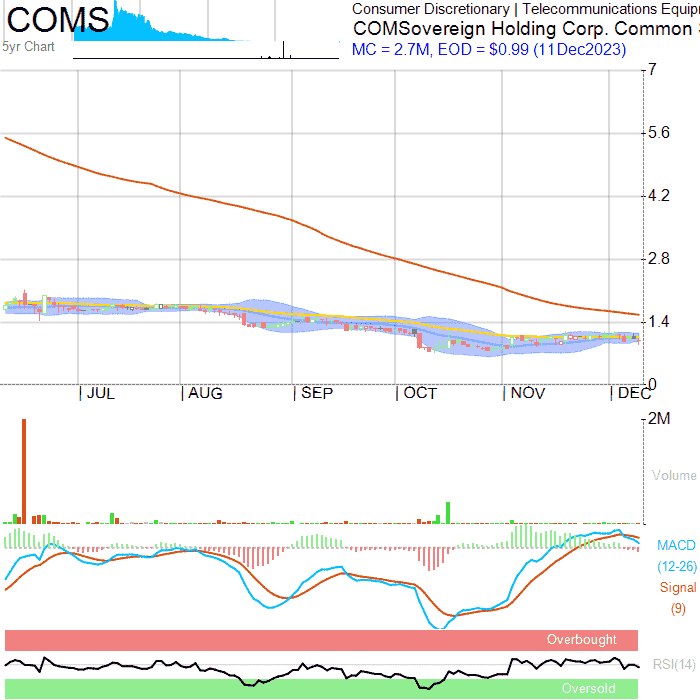 COMS
5yr Chart
Consumer Discretionary | Telecommunications Equip
COMSovereign Holding Corp. Common
MC = 2.7M, EOD = $0.99 (11Dec2023)
7
5.6
4.2
2.8
1.4
0
JUL AUG SEP OCT NOV DEC
2M
Volume
MACD
(12-26)
Signal
(9)
Overbought
RSI(14)
Oversold